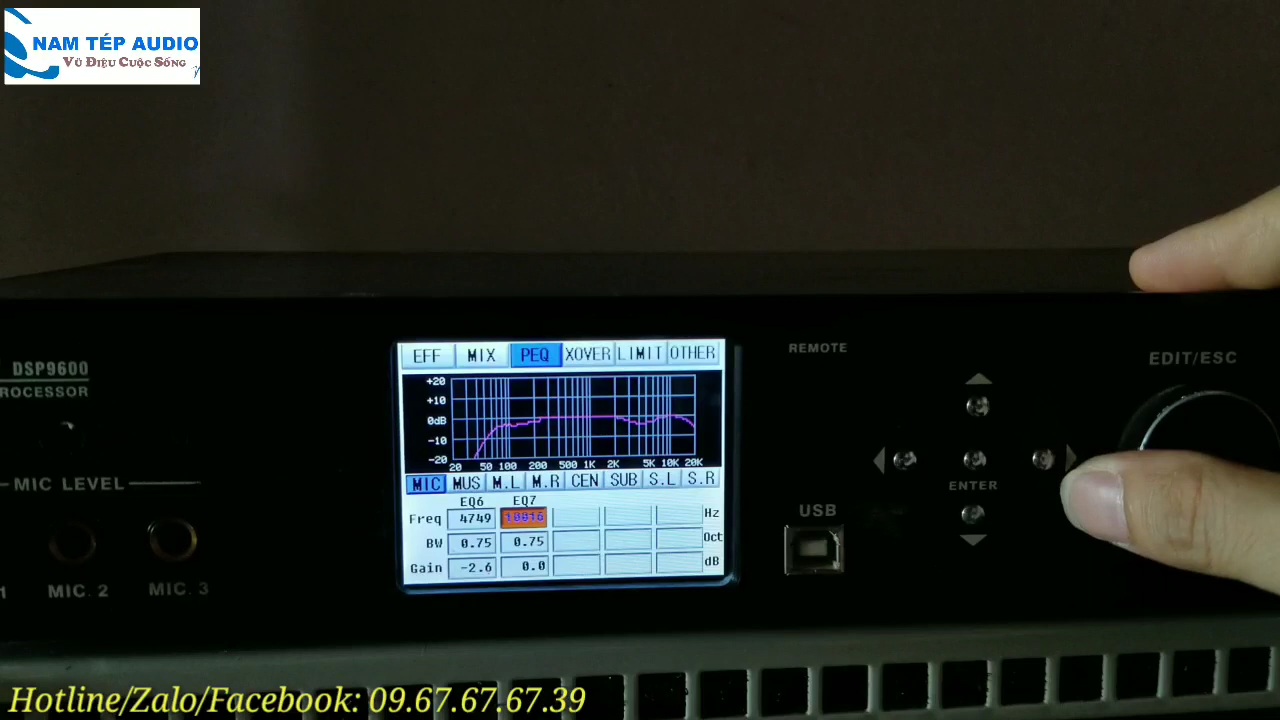 NAM TÉP AUDIO
Vũ Điệu Cuộc Sống
DSP9600
ROCESSOR
MIC LEVEL
1 MIC. 2 MIC. 3
EFF MIX PEQ XOVER LIMIT OTHER
+20
+10
0dB
-10
-20
20 50 100 200 500 1K 2K 5K 10K 20K
MIC MUS M.L M.R CEN SUB S.L S.R
EQ6 EQ7
Freq 4749 10016 Hz
BW 0.75 0.75 Oct
Gain -2.6 0.0 dB
REMOTE
USB
ENTER
EDIT/ESC
Hotline/Zalo/Facebook: 09.67.67.67.39